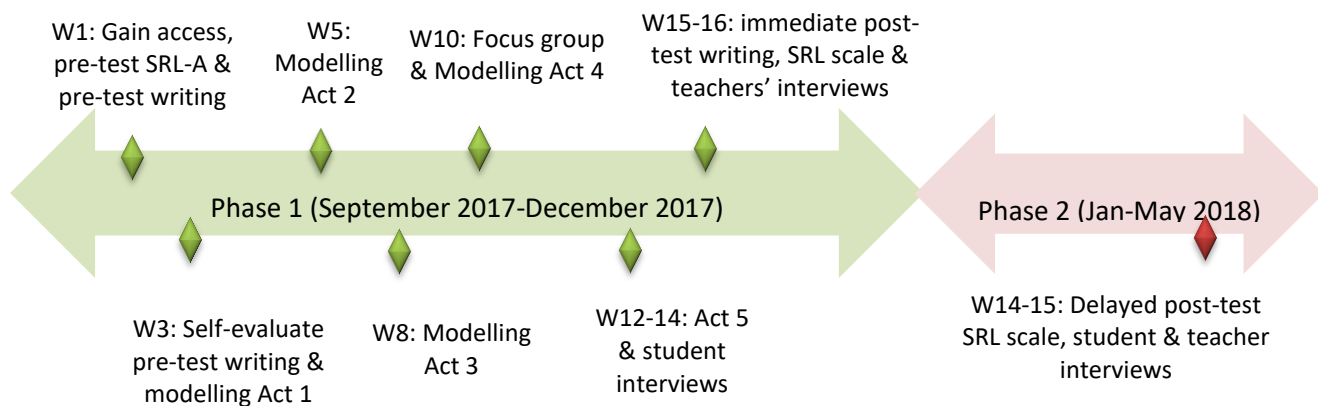 W1: Gain access,
pre-test SRL-A &
pre-test writing
W5:
Modelling
Act 2
W10: Focus group
& Modelling Act 4
W15-16: immediate post-
test writing, SRL scale &
teachers’ interviews
Phase 1 (September 2017-December 2017)
Phase 2 (Jan-May 2018)
W3: Self-evaluate
pre-test writing &
modelling Act 1
W8: Modelling
Act 3
W12-14: Act 5
& student
interviews
W14-15: Delayed post-test
SRL scale, student & teacher
interviews